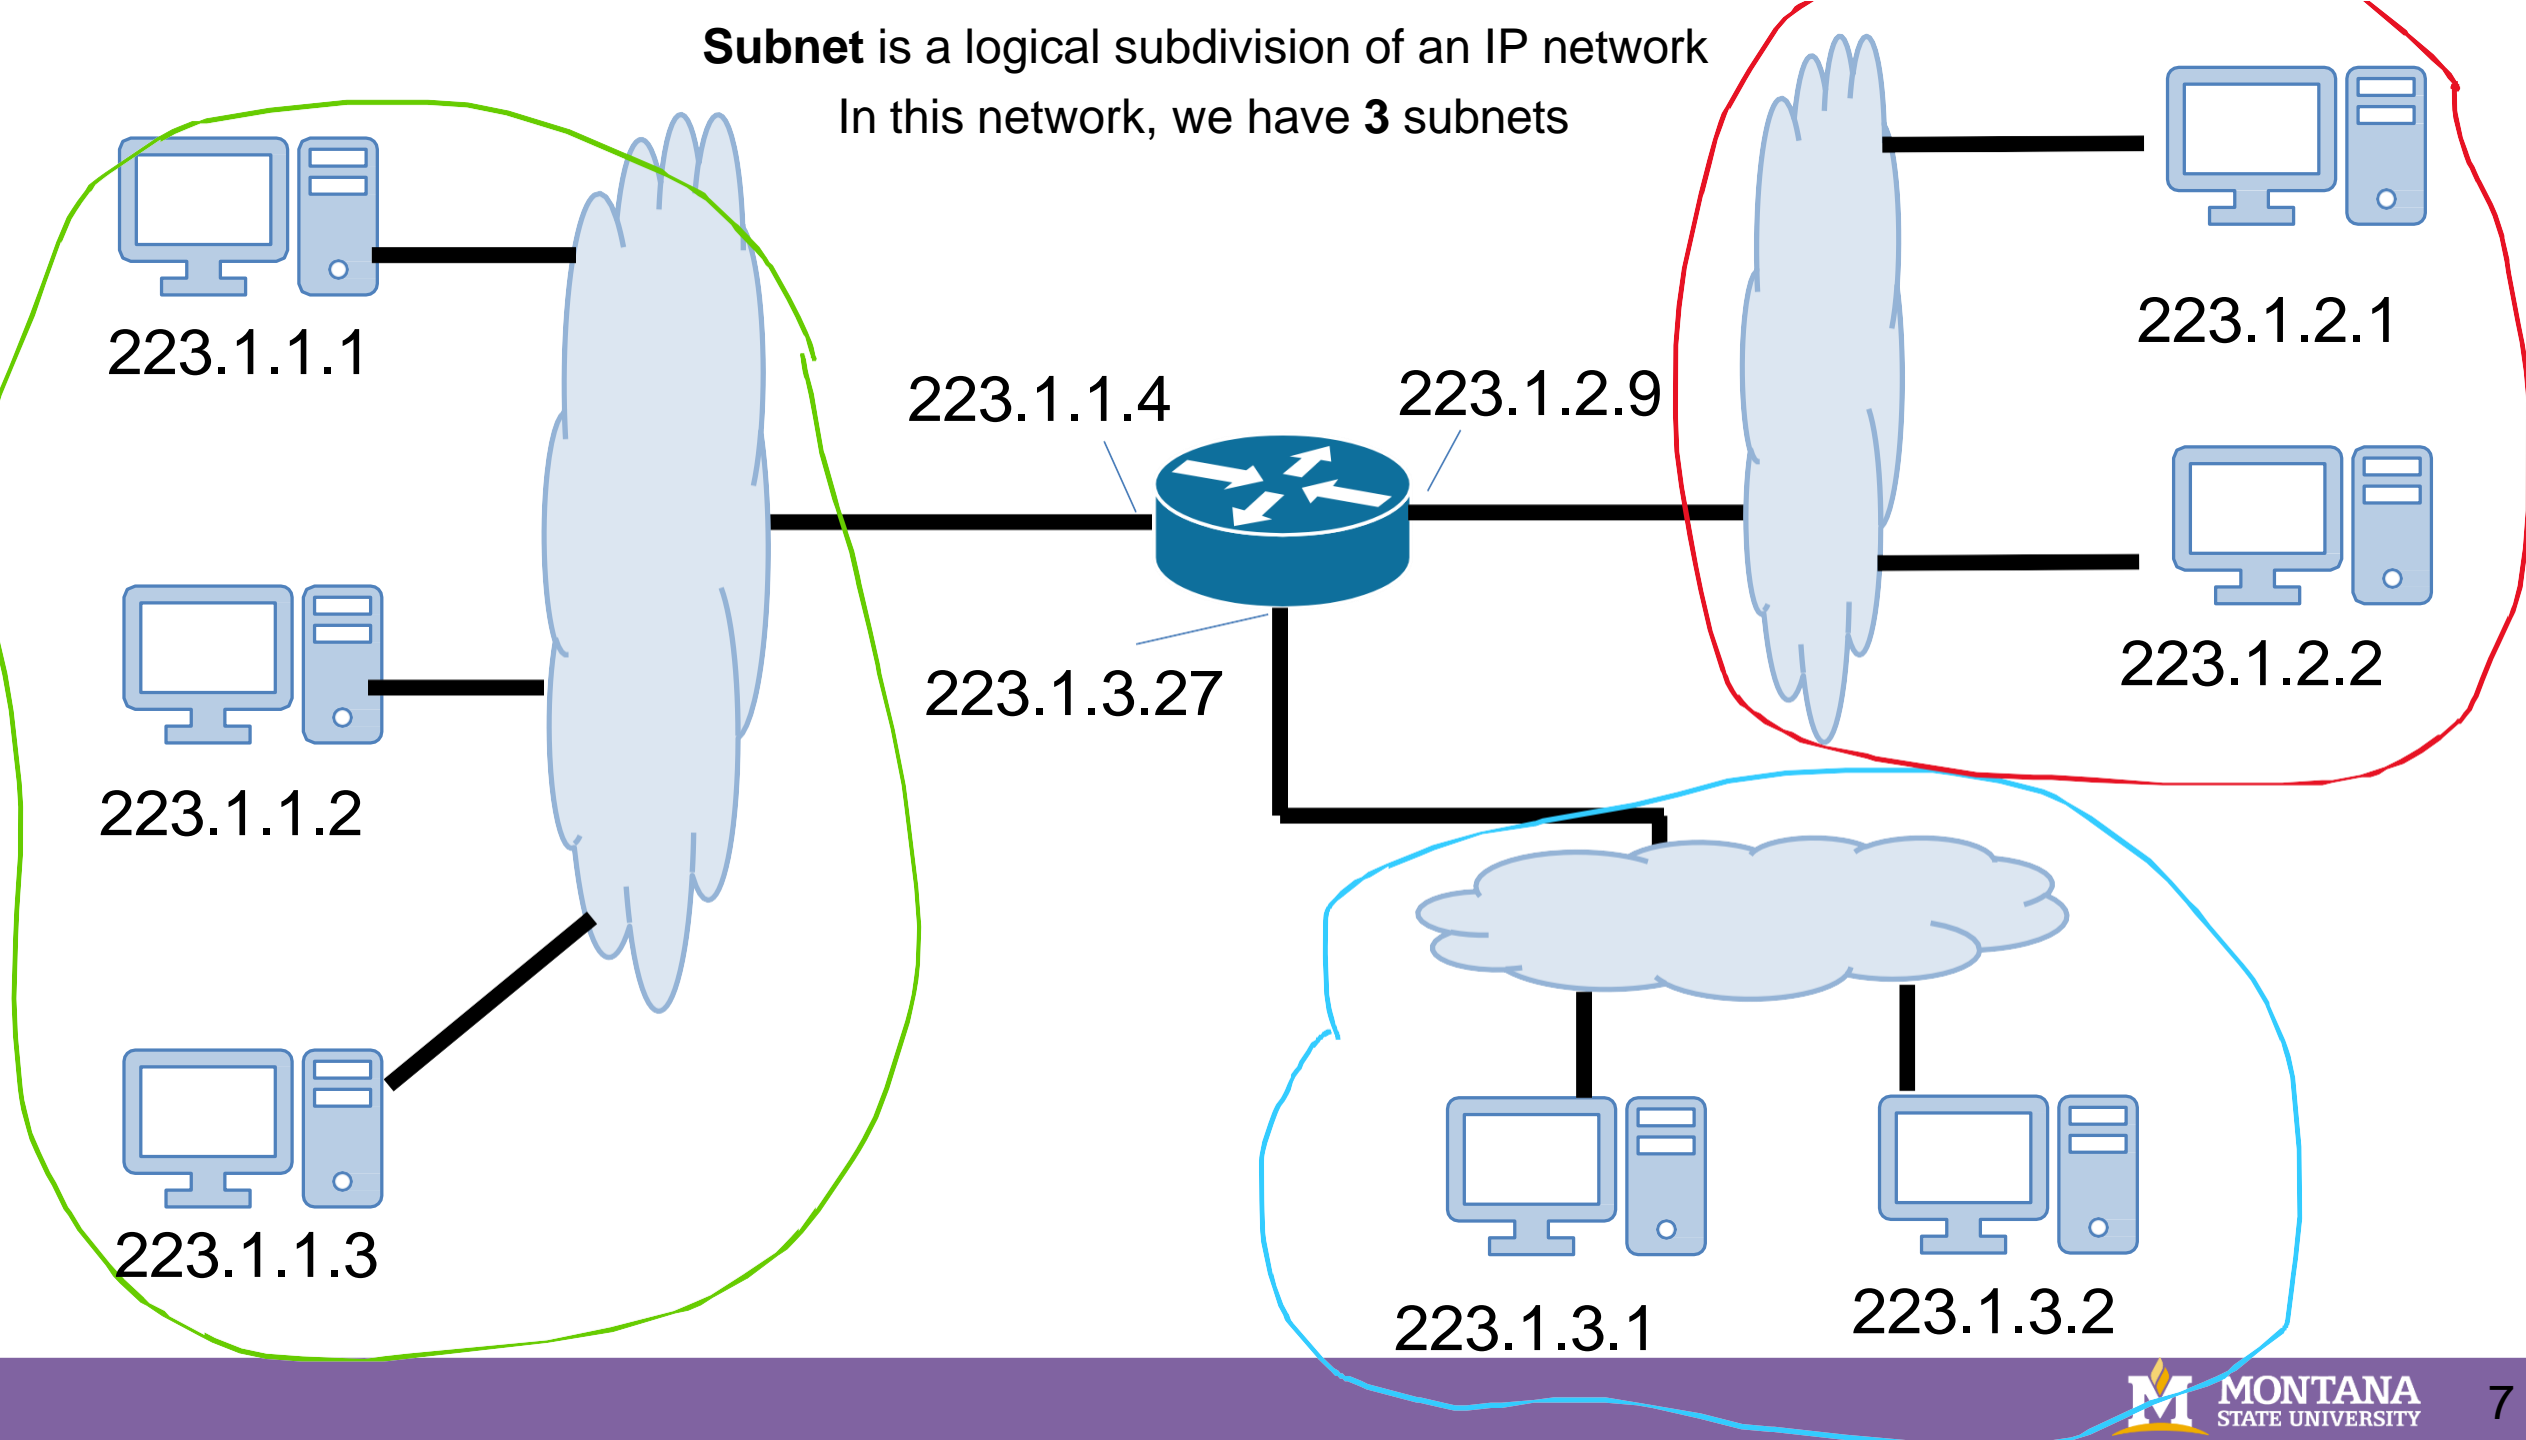 Subnet is a logical subdivision of an IP network
In this network, we have 3 subnets
223.1.1.1
223.1.1.4
223.1.2.9
223.1.2.1
223.1.1.2
223.1.3.27
223.1.2.2
223.1.1.3
223.1.3.1
223.1.3.2
M MONTANA
STATE UNIVERSITY
7